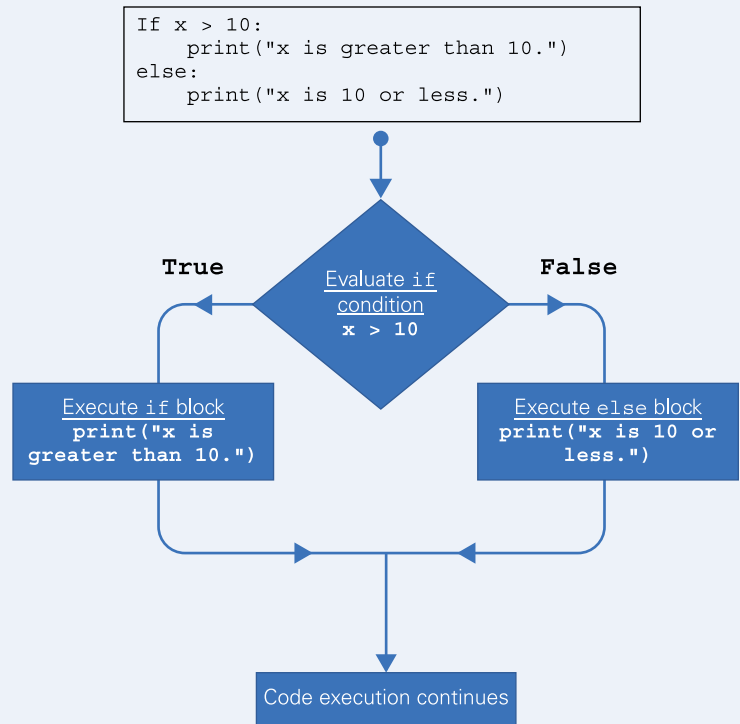 If x > 10:
    print("x is greater than 10.")
else:
    print("x is 10 or less.")
True
False
Evaluate if
condition
x > 10
Execute if block
print("x is
greater than 10.")
Execute else block
print("x is 10 or
less.")
Code execution continues